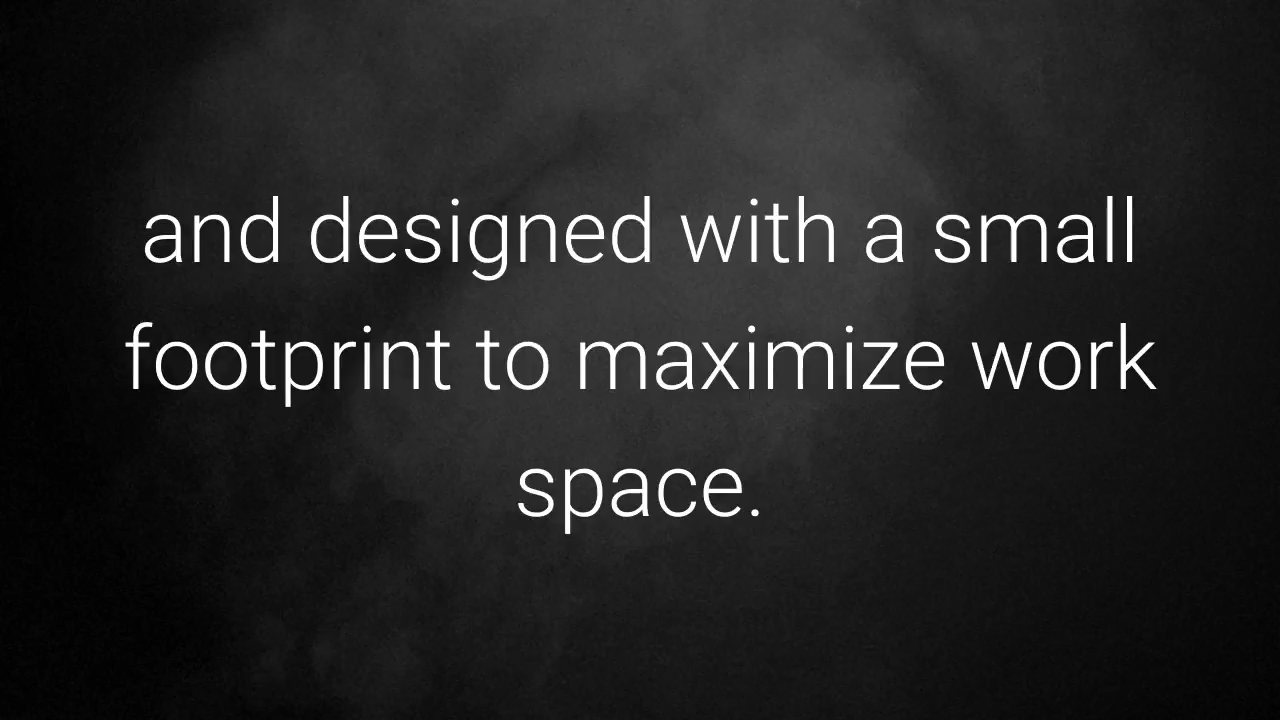 and designed with a small
footprint to maximize work
space.